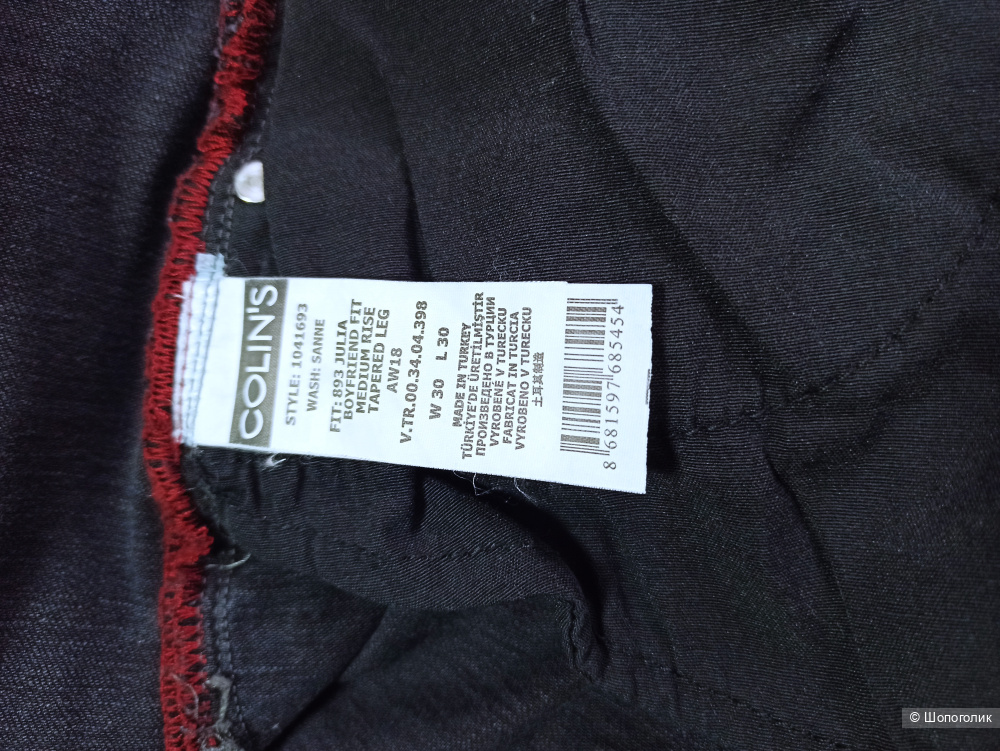 COLIN'S
STYLE: 1041693
WASH: SANNE
FIT: 893 JULIA
BOYFRIEND FIT
MEDIUM RISE
TAPERED LEG
AW18
V.TR.00.34.04.398
W 30 L 30
MADE IN TURKEY
TÜRKİYE'DE ÜRETİLMİŞTİR
ПРОИЗВЕДЕНО В ТУРЦИИ
VYROBENÉ V TURECKU
FABRICAT IN TURCIA
VYROBENO V TURECKU
土耳其制造
8 681597 685454
© Шопоголик